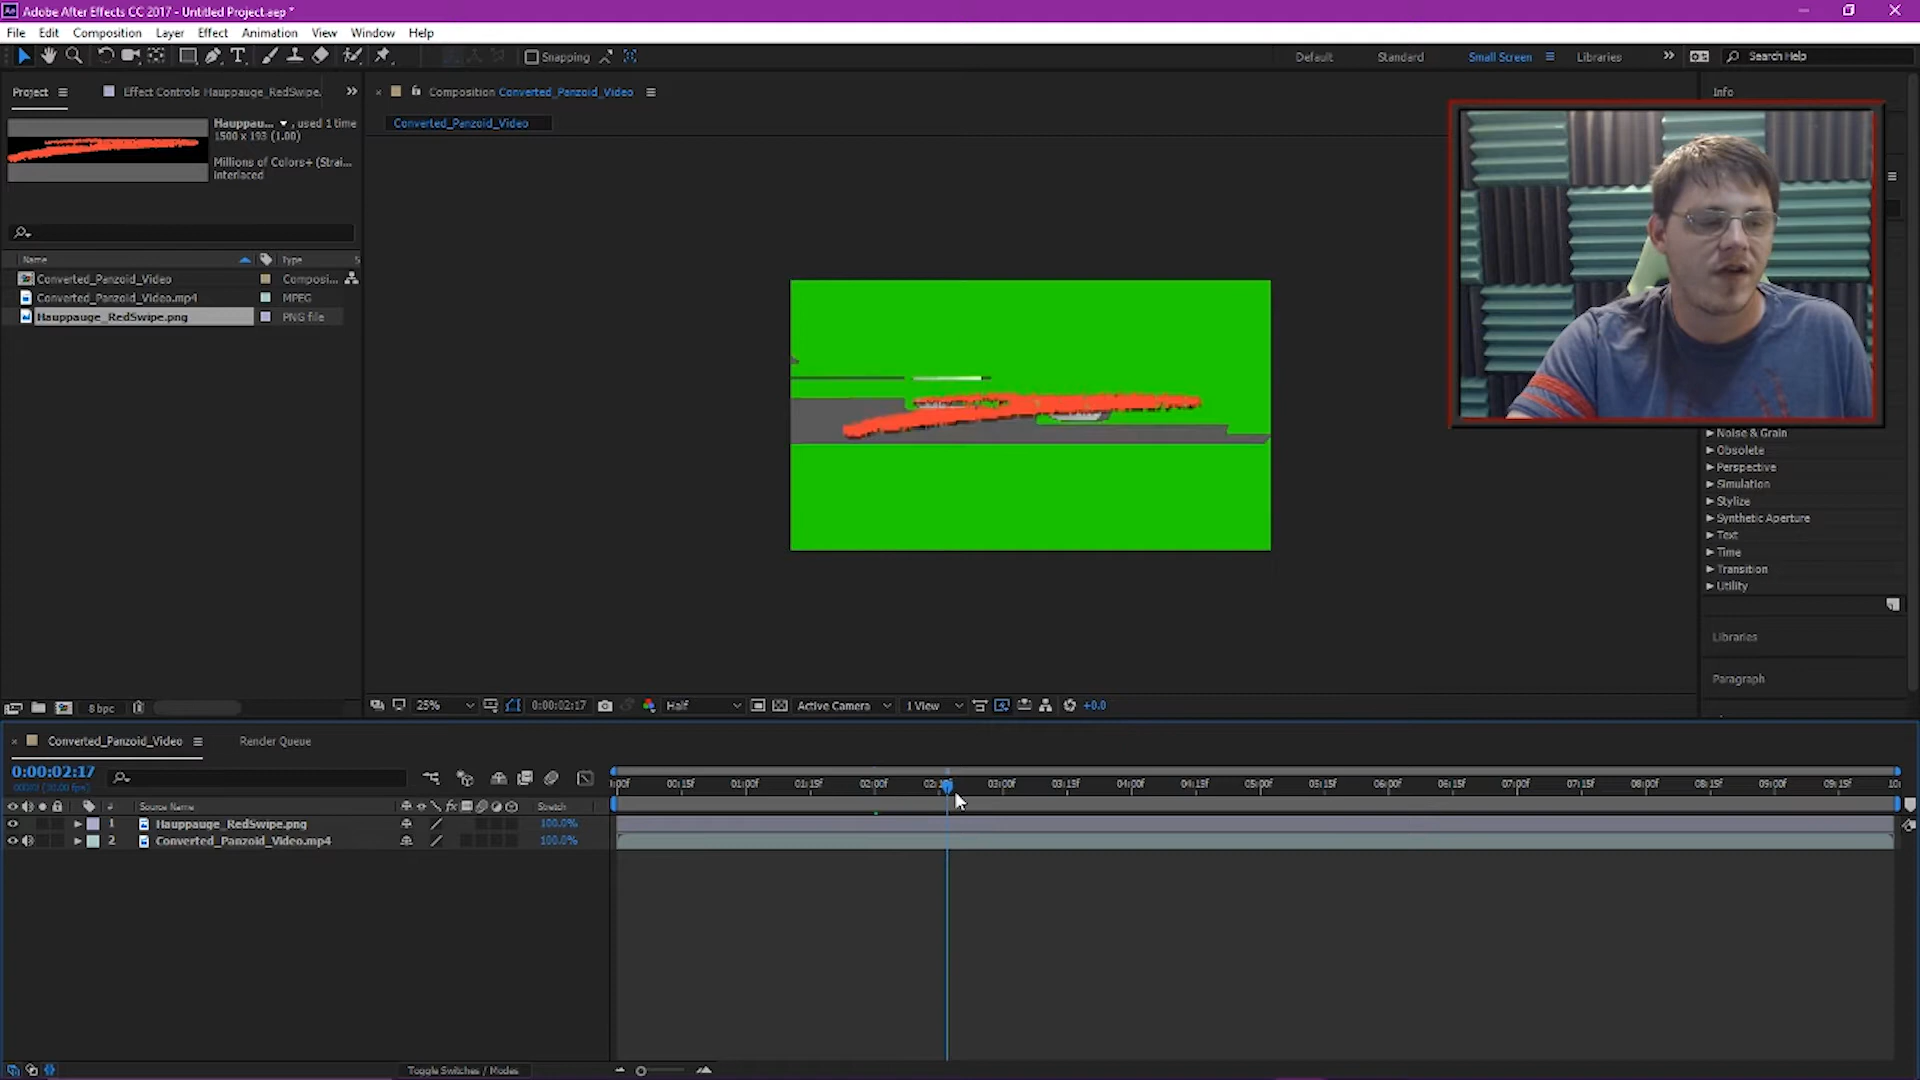 Adobe After Effects CC 2017 - Untitled Project.aep *
File Edit Composition Layer Effect Animation View Window Help
Snapping Default Standard Small Screen Libraries Search Help
Project Effect Controls Hauppauge_RedSwipe. Composition Converted_Panzoid_Video Info
Converted_Panzoid_Video
Hauppau... , used 1 time
1500 x 193 (1.00)
Millions of Colors+ (Strai...
Interlaced
Name Type S
Converted_Panzoid_Video Composi...
Converted_Panzoid_Video.mp4 MPEG
Hauppauge_RedSwipe.png PNG file
Noise & Grain
Obsolete
Perspective
Simulation
Stylize
Synthetic Aperture
Text
Time
Transition
Utility
Libraries
Paragraph
8 bpc 25% 0:00:02:17 Half Active Camera 1 View +0.0
Converted_Panzoid_Video Render Queue
0:00:02:17
:00f 00:15f 01:00f 01:15f 02:00f 03:00f 03:15f 04:00f 04:15f 05:00f 05:15f 06:00f 06:15f 07:00f 07:15f 08:00f 08:15f 09:00f 09:15f
# Source Name fx Stretch
1 Hauppauge_RedSwipe.png 100.0%
2 Converted_Panzoid_Video.mp4 100.0%
Toggle Switches / Modes